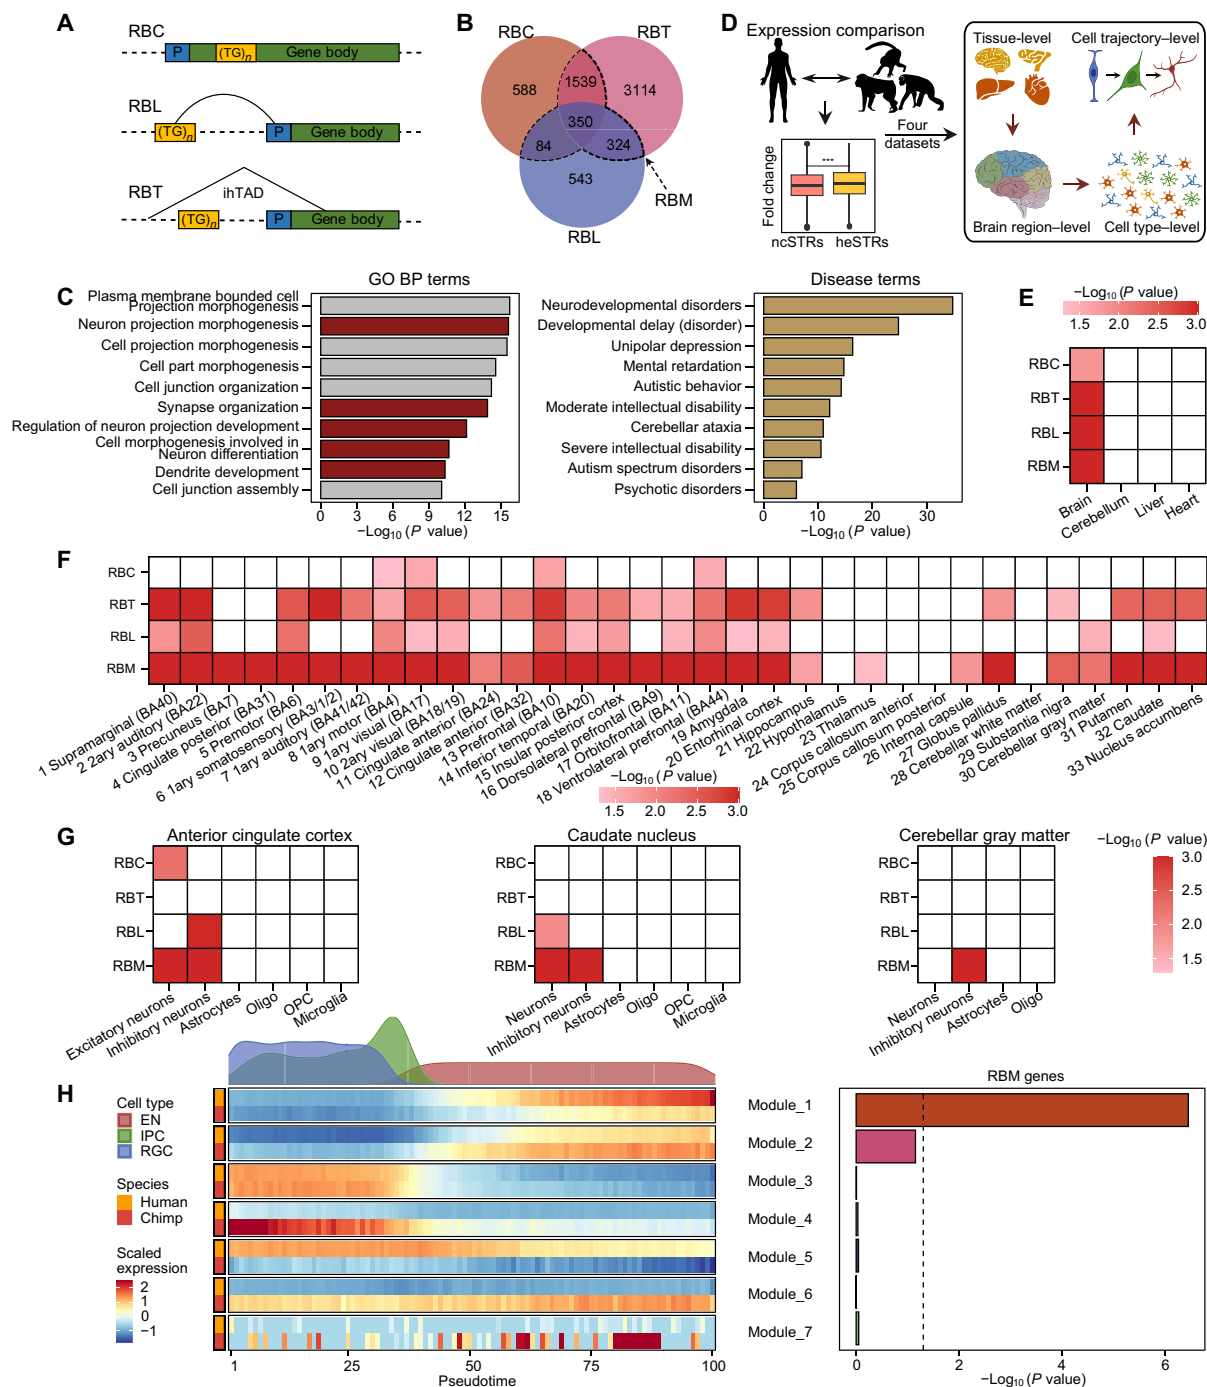 A
RBC
P
(TG)n
Gene body
RBL
(TG)n
P
Gene body
RBT
ihTAD
(TG)n
P
Gene body
B
RBC
RBT
588
1539
3114
350
84
324
543
RBM
RBL
D
Expression comparison
Four
datasets
Fold change
***
ncSTRs
heSTRs
Tissue-level
Cell trajectory–level
Brain region–level
Cell type–level
C
GO BP terms
Plasma membrane bounded cell
Projection morphogenesis
Neuron projection morphogenesis
Cell projection morphogenesis
Cell part morphogenesis
Cell junction organization
Synapse organization
Regulation of neuron projection development
Cell morphogenesis involved in
Neuron differentiation
Dendrite development
Cell junction assembly
0 3 6 9 12 15
−Log10 (P value)
Disease terms
Neurodevelopmental disorders
Developmental delay (disorder)
Unipolar depression
Mental retardation
Autistic behavior
Moderate intellectual disability
Cerebellar ataxia
Severe intellectual disability
Autism spectrum disorders
Psychotic disorders
0 10 20 30
−Log10 (P value)
E
−Log10 (P value)
1.5 2.0 2.5 3.0
RBC
RBT
RBL
RBM
Brain
Cerebellum
Liver
Heart
F
RBC
RBT
RBL
RBM
1 Supramarginal (BA40)
2 2ary auditory (BA22)
3 Precuneus (BA7)
4 Cingulate posterior (BA31)
5 Premotor (BA6)
6 1ary somatosensory (BA3/1/2)
7 1ary auditory (BA41/42)
8 1ary motor (BA4)
9 1ary visual (BA17)
10 2ary visual (BA18/19)
11 Cingulate anterior (BA24)
12 Cingulate anterior (BA32)
13 Prefrontal (BA10)
14 Inferior temporal (BA20)
15 Insular posterior cortex
16 Dorsolateral prefrontal (BA9)
17 Orbitofrontal (BA11)
18 Ventrolateral prefrontal (BA44)
19 Amygdala
20 Entorhinal cortex
21 Hippocampus
22 Hypothalamus
23 Thalamus
24 Corpus callosum anterior
25 Corpus callosum posterior
26 Internal capsule
27 Globus pallidus
28 Cerebellar white matter
29 Substantia nigra
30 Cerebellar gray matter
31 Putamen
32 Caudate
33 Nucleus accumbens
−Log10 (P value)
1.5 2.0 2.5 3.0
G
Anterior cingulate cortex
RBC
RBT
RBL
RBM
Excitatory neurons
Inhibitory neurons
Astrocytes
Oligo
OPC
Microglia
Caudate nucleus
RBC
RBT
RBL
RBM
Neurons
Inhibitory neurons
Astrocytes
Oligo
OPC
Microglia
Cerebellar gray matter
RBC
RBT
RBL
RBM
Neurons
Inhibitory neurons
Astrocytes
Oligo
−Log10 (P value)
3.0
2.5
2.0
1.5
H
Cell type
EN
IPC
RGC
Species
Human
Chimp
Scaled
expression
2
1
0
−1
1 25 50 75 100
Pseudotime
RBM genes
Module_1
Module_2
Module_3
Module_4
Module_5
Module_6
Module_7
0 2 4 6
−Log10 (P value)